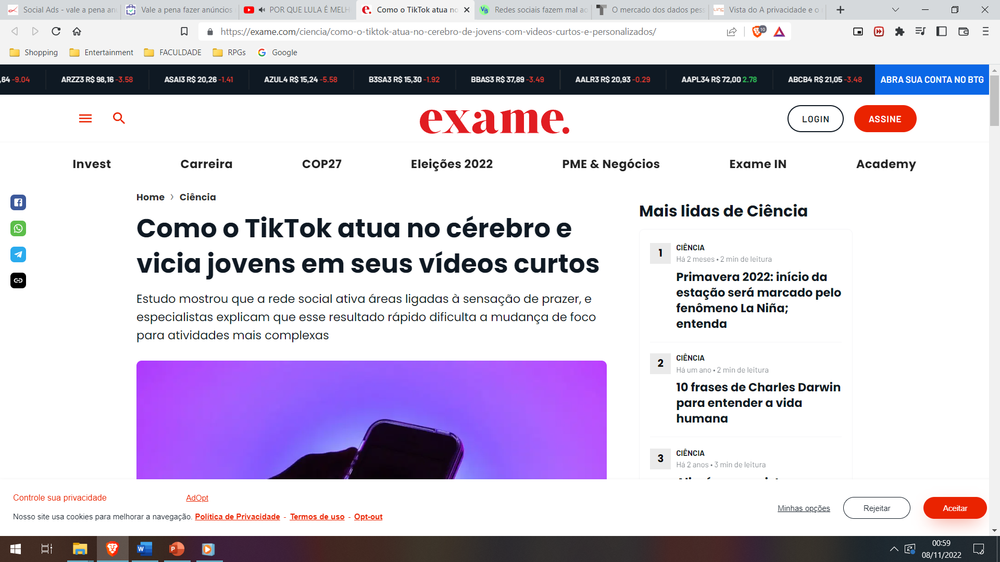 Social Ads - vale a pena an
Vale a pena fazer anúncios
POR QUE LULA É MELH
Como o TikTok atua no
Redes sociais fazem mal ao
O mercado dos dados pess
Vista do A privacidade e o
https://exame.com/ciencia/como-o-tiktok-atua-no-cerebro-de-jovens-com-videos-curtos-e-personalizados/
10
Shopping
Entertainment
FACULDADE
RPGs
Google
,64 -9.04
ARZZ3 R$ 98,16 -3.58
ASAI3 R$ 20,26 -1.41
AZUL4 R$ 15,24 -5.58
B3SA3 R$ 15,30 -1.92
BBAS3 R$ 37,89 -3.49
AALR3 R$ 20,93 -0.29
AAPL34 R$ 72,00 2.78
ABCB4 R$ 21,05 -3.48
ABRA SUA CONTA NO BTG
exame.
LOGIN
ASSINE
Invest
Carreira
COP27
Eleições 2022
PME & Negócios
Exame IN
Academy
Home › Ciência
Como o TikTok atua no cérebro e
vicia jovens em seus vídeos curtos
Estudo mostrou que a rede social ativa áreas ligadas à sensação de prazer, e
especialistas explicam que esse resultado rápido dificulta a mudança de foco
para atividades mais complexas
Mais lidas de Ciência
1
CIÊNCIA
Há 2 meses • 2 min de leitura
Primavera 2022: início da
estação será marcado pelo
fenômeno La Niña;
entenda
2
CIÊNCIA
Há um ano • 2 min de leitura
10 frases de Charles Darwin
para entender a vida
humana
3
CIÊNCIA
Há 2 anos • 3 min de leitura
Controle sua privacidade
AdOpt
Nosso site usa cookies para melhorar a navegação. Política de Privacidade - Termos de uso - Opt-out
Minhas opções
Rejeitar
Aceitar
00:59
08/11/2022